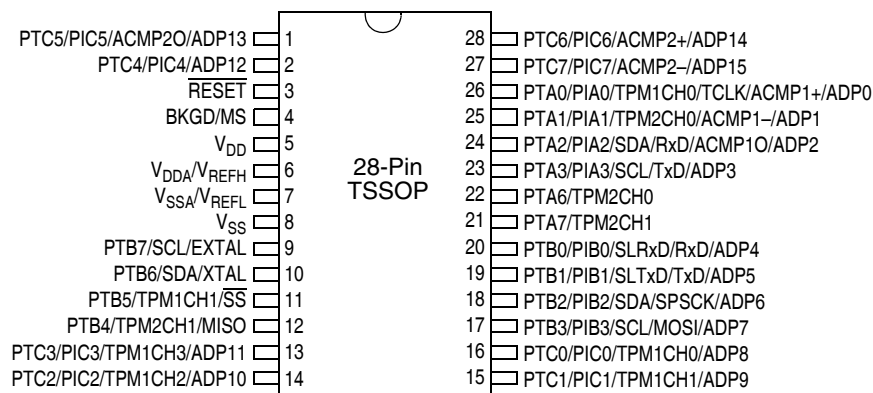 PTC5/PIC5/ACMP2O/ADP13 1 28 PTC6/PIC6/ACMP2+/ADP14
PTC4/PIC4/ADP12 2 27 PTC7/PIC7/ACMP2–/ADP15
RESET 3 26 PTA0/PIA0/TPM1CH0/TCLK/ACMP1+/ADP0
BKGD/MS 4 25 PTA1/PIA1/TPM2CH0/ACMP1–/ADP1
VDD 5 24 PTA2/PIA2/SDA/RxD/ACMP1O/ADP2
VDDA/VREFH 6 28-Pin 23 PTA3/PIA3/SCL/TxD/ADP3
VSSA/VREFL 7 TSSOP 22 PTA6/TPM2CH0
VSS 8 21 PTA7/TPM2CH1
PTB7/SCL/EXTAL 9 20 PTB0/PIB0/SLRxD/RxD/ADP4
PTB6/SDA/XTAL 10 19 PTB1/PIB1/SLTxD/TxD/ADP5
PTB5/TPM1CH1/SS 11 18 PTB2/PIB2/SDA/SPSCK/ADP6
PTB4/TPM2CH1/MISO 12 17 PTB3/PIB3/SCL/MOSI/ADP7
PTC3/PIC3/TPM1CH3/ADP11 13 16 PTC0/PIC0/TPM1CH0/ADP8
PTC2/PIC2/TPM1CH2/ADP10 14 15 PTC1/PIC1/TPM1CH1/ADP9